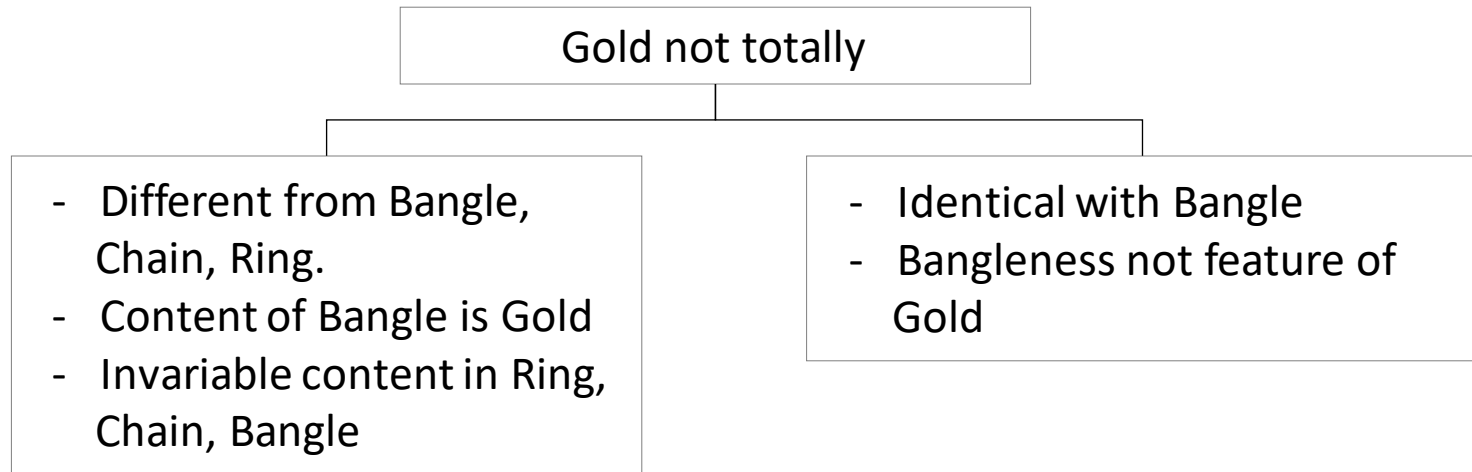 Gold not totally
- Different from Bangle,
Chain, Ring.
- Content of Bangle is Gold
- Invariable content in Ring,
Chain, Bangle
- Identical with Bangle
- Bangleness not feature of
Gold